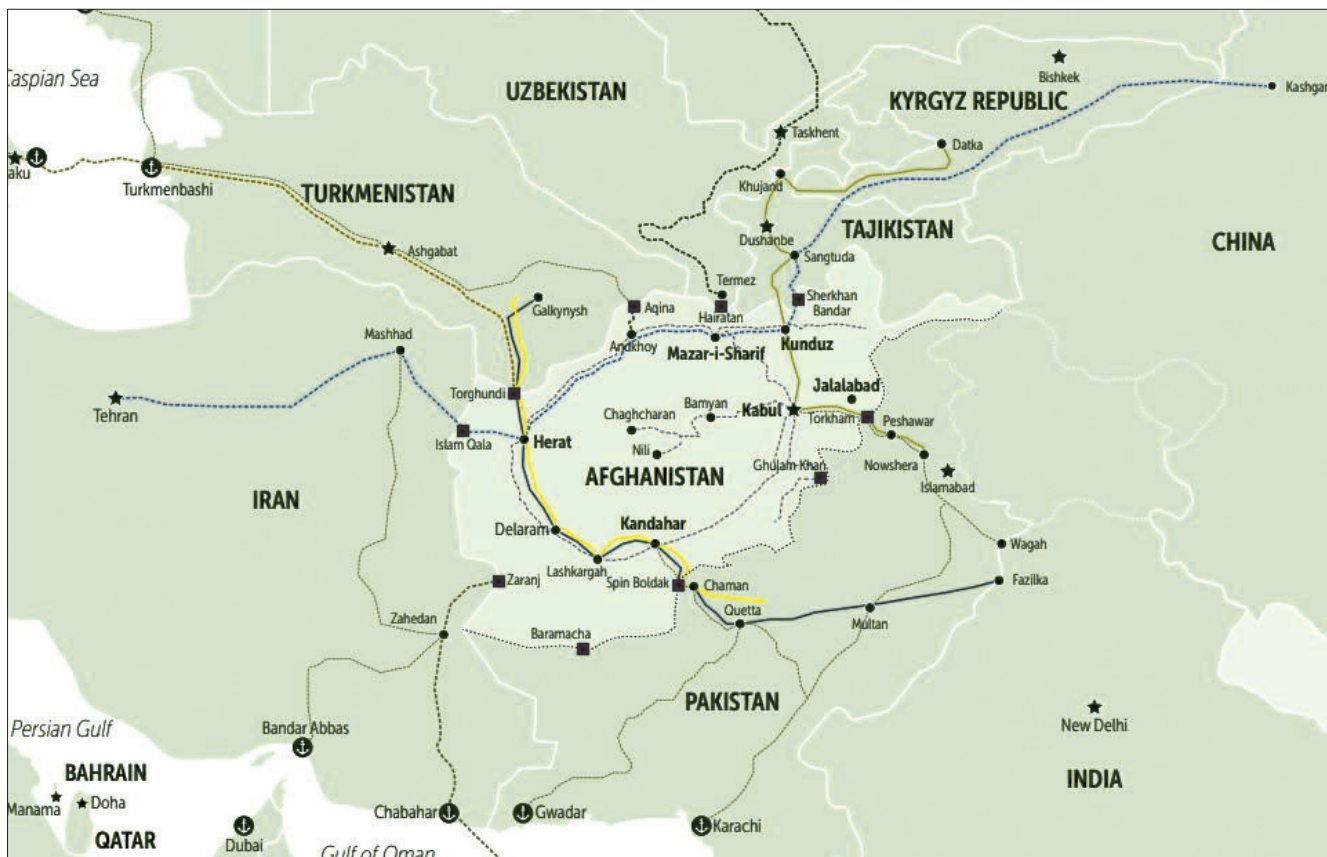 Caspian Sea
UZBEKISTAN
Bishkek
KYRGYZ REPUBLIC
Kashgar
Taskhent
Datka
aku
Turkmenbashi
TURKMENISTAN
Khujand
Dushanbe
TAJIKISTAN
CHINA
Ashgabat
Sangtuda
Termez
Galkynysh
Aqina
Hairatan
Sherkhan
Bandar
Mashhad
Andkhoy
Mazar-i-Sharif
Kunduz
Tehran
Torghundi
Jalalabad
Chaghcharan
Bamyan
Kabul
Torkham
Peshawar
Islam Qala
Herat
Nili
Ghulam Khan
Nowshera
Islamabad
AFGHANISTAN
IRAN
Delaram
Kandahar
Wagah
Lashkargah
Zaranj
Spin Boldak
Chaman
Fazilka
Zahedan
Quetta
Multan
Baramacha
PAKISTAN
Persian Gulf
Bandar Abbas
New Delhi
BAHRAIN
INDIA
Manama
Doha
Chabahar
Gwadar
Karachi
QATAR
Dubai
Gulf of Oman